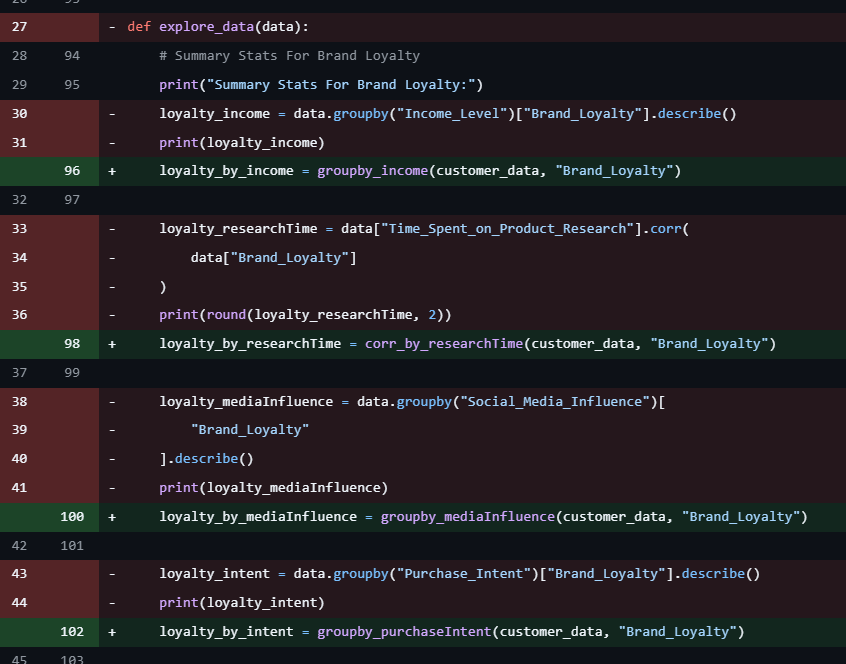 27 - def explore_data(data):
28 94 # Summary Stats For Brand Loyalty
29 95 print("Summary Stats For Brand Loyalty:")
30 - loyalty_income = data.groupby("Income_Level")["Brand_Loyalty"].describe()
31 - print(loyalty_income)
96 + loyalty_by_income = groupby_income(customer_data, "Brand_Loyalty")
32 97
33 - loyalty_researchTime = data["Time_Spent_on_Product_Research"].corr(
34 - data["Brand_Loyalty"]
35 - )
36 - print(round(loyalty_researchTime, 2))
98 + loyalty_by_researchTime = corr_by_researchTime(customer_data, "Brand_Loyalty")
37 99
38 - loyalty_mediaInfluence = data.groupby("Social_Media_Influence")[
39 - "Brand_Loyalty"
40 - ].describe()
41 - print(loyalty_mediaInfluence)
100 + loyalty_by_mediaInfluence = groupby_mediaInfluence(customer_data, "Brand_Loyalty")
42 101
43 - loyalty_intent = data.groupby("Purchase_Intent")["Brand_Loyalty"].describe()
44 - print(loyalty_intent)
102 + loyalty_by_intent = groupby_purchaseIntent(customer_data, "Brand_Loyalty")
45 103